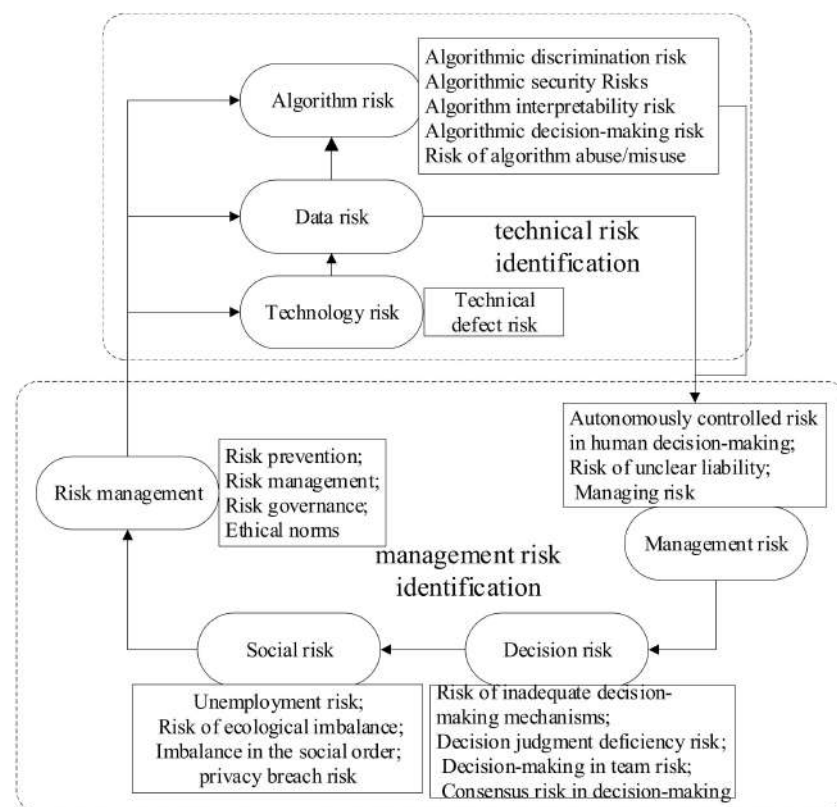 Algorithm risk
Algorithmic discrimination risk
Algorithmic security Risks
Algorithm interpretability risk
Algorithmic decision-making risk
Risk of algorithm abuse/misuse
Data risk
technical risk
identification
Technology risk
Technical
defect risk
Autonomously controlled risk
in human decision-making;
Risk of unclear liability;
Managing risk
Risk management
Risk prevention;
Risk management;
Risk governance;
Ethical norms
Management risk
management risk
identification
Social risk
Decision risk
Unemployment risk;
Risk of ecological imbalance;
Imbalance in the social order;
privacy breach risk
Risk of inadequate decision-
making mechanisms;
Decision judgment deficiency risk;
Decision-making in team risk;
Consensus risk in decision-making